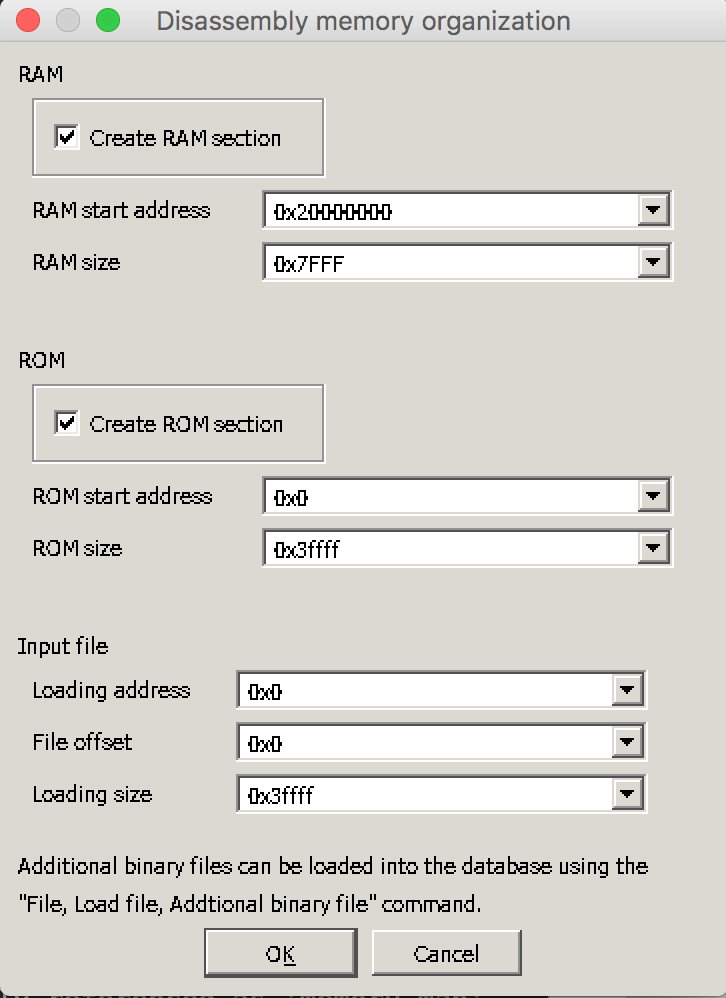 Disassembly memory organization
RAM
Create RAM section
RAM start address 0x20000000
RAM size 0x7FFF
ROM
Create ROM section
ROM start address 0x0
ROM size 0x3ffff
Input file
Loading address 0x0
File offset 0x0
Loading size 0x3ffff
Additional binary files can be loaded into the database using the
"File, Load file, Addtional binary file" command.
OK Cancel